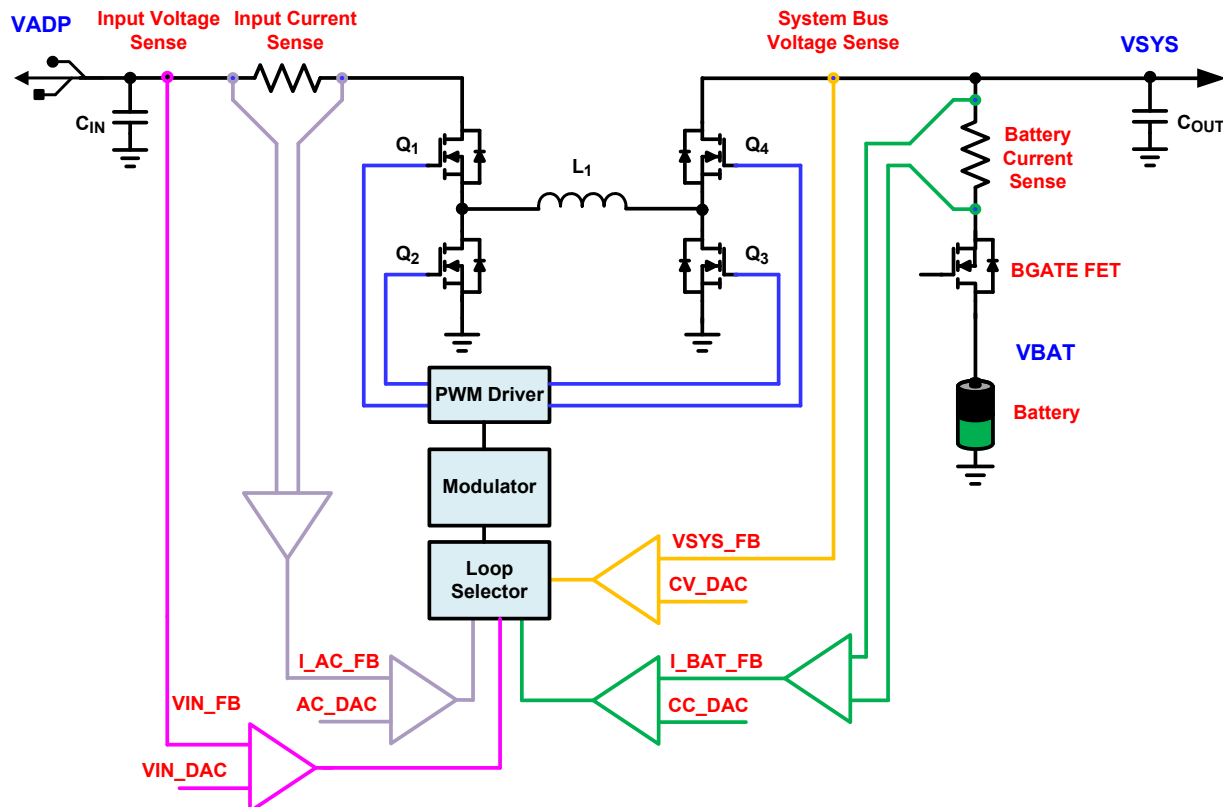 VADP
Input Voltage
Sense
Input Current
Sense
System Bus
Voltage Sense
VSYS
CIN
Q1
Q4
L1
COUT
Battery
Current
Sense
Q2
Q3
BGATE FET
VBAT
PWM Driver
Battery
Modulator
Loop
Selector
VSYS_FB
CV_DAC
I_AC_FB
AC_DAC
I_BAT_FB
CC_DAC
VIN_FB
VIN_DAC